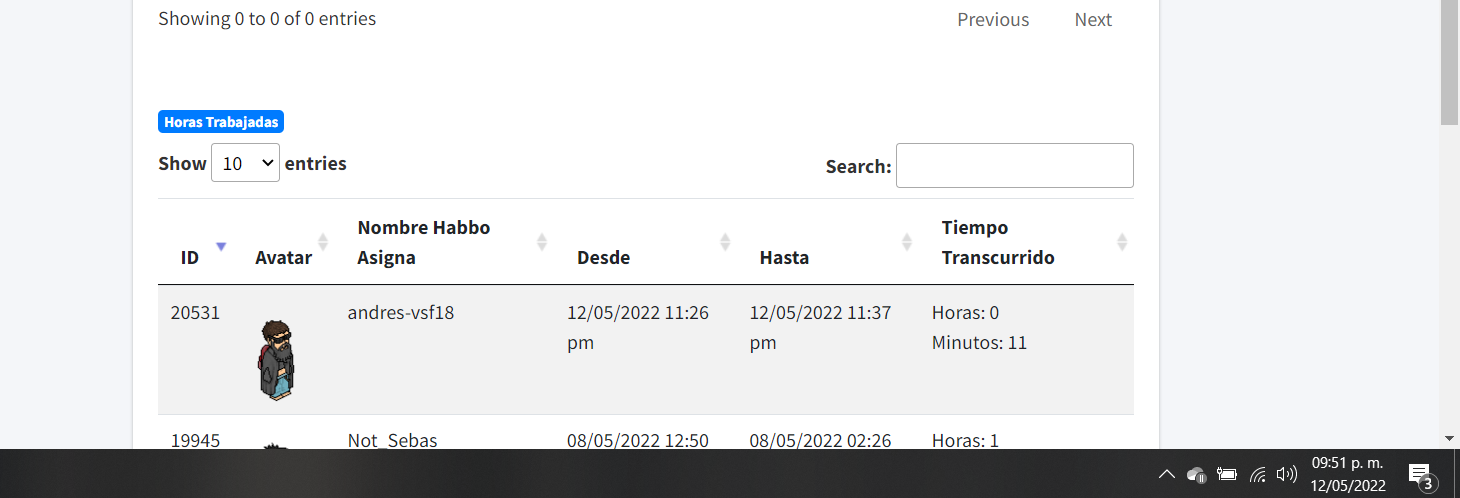 Showing 0 to 0 of 0 entries
Previous Next
Horas Trabajadas
Show 10 entries
Search:
ID Avatar Nombre Habbo Asigna Desde Hasta Tiempo Transcurrido
20531 andres-vsf18 12/05/2022 11:26 pm 12/05/2022 11:37 pm Horas: 0 Minutos: 11
19945 Not_Sebas 08/05/2022 12:50 08/05/2022 02:26 Horas: 1
09:51 p. m.
12/05/2022
3